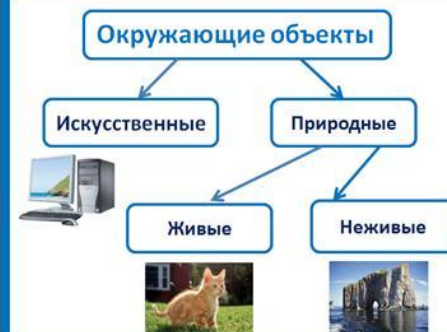 Окружающие объекты
Искусственные
Природные
Живые
Неживые